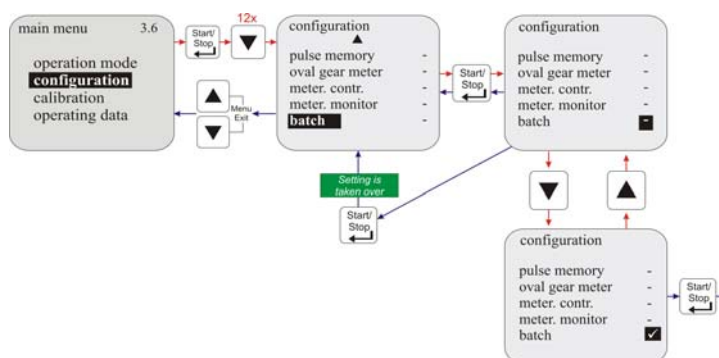 main menu 3.6
operation mode
configuration
calibration
operating data
Start/
Stop
12x
Menu
Exit
configuration
pulse memory -
oval gear meter -
meter. contr. -
meter. monitor -
batch -
Start/
Stop
configuration
pulse memory -
oval gear meter -
meter. contr. -
meter. monitor -
batch -
Setting is
taken over
Start/
Stop
configuration
pulse memory -
oval gear meter -
meter. contr. -
meter. monitor -
batch ✓
Start/
Stop